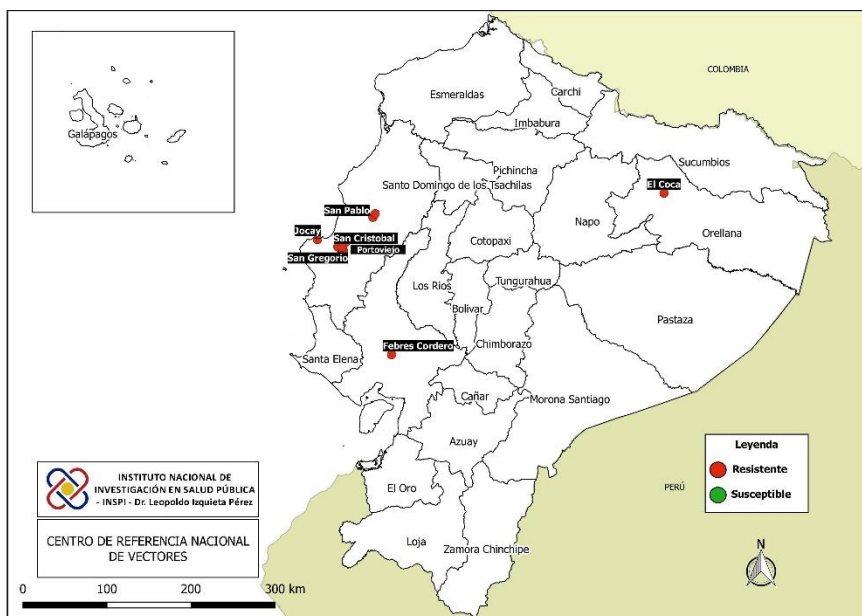 COLOMBIA
Esmeraldas
Carchi
Imbabura
Galápagos
Sucumbios
Pichincha
Santo Domingo de los Tsachilas
El Coca
San Pablo
Napo
Jocay
San Cristobal
Orellana
Portoviejo
San Gregorio
Cotopaxi
Tungurahua
Los Rios
Bolivar
Pastaza
Febres Cordero
Chimborazo
Santa Elena
Cañar
Morona Santiago
Azuay
Leyenda
Resistente
Susceptible
INSTITUTO NACIONAL DE
INVESTIGACIÓN EN SALUD PÚBLICA
- INSPI - Dr. Leopoldo Izquieta Pérez
El Oro
PERÚ
CENTRO DE REFERENCIA NACIONAL
DE VECTORES
Loja
Zamora Chinchipe
N
0 100 200 300 km